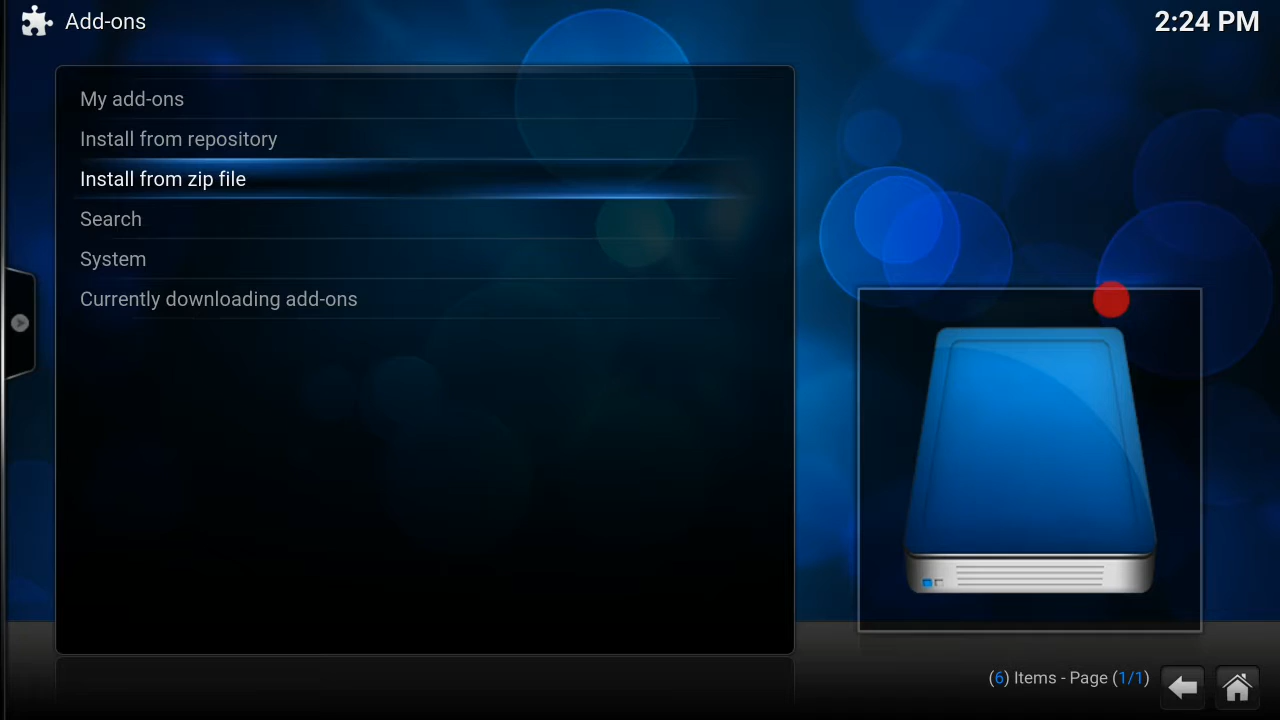 Add-ons
2:24 PM
My add-ons
Install from repository
Install from zip file
Search
System
Currently downloading add-ons
(6) Items - Page (1/1)